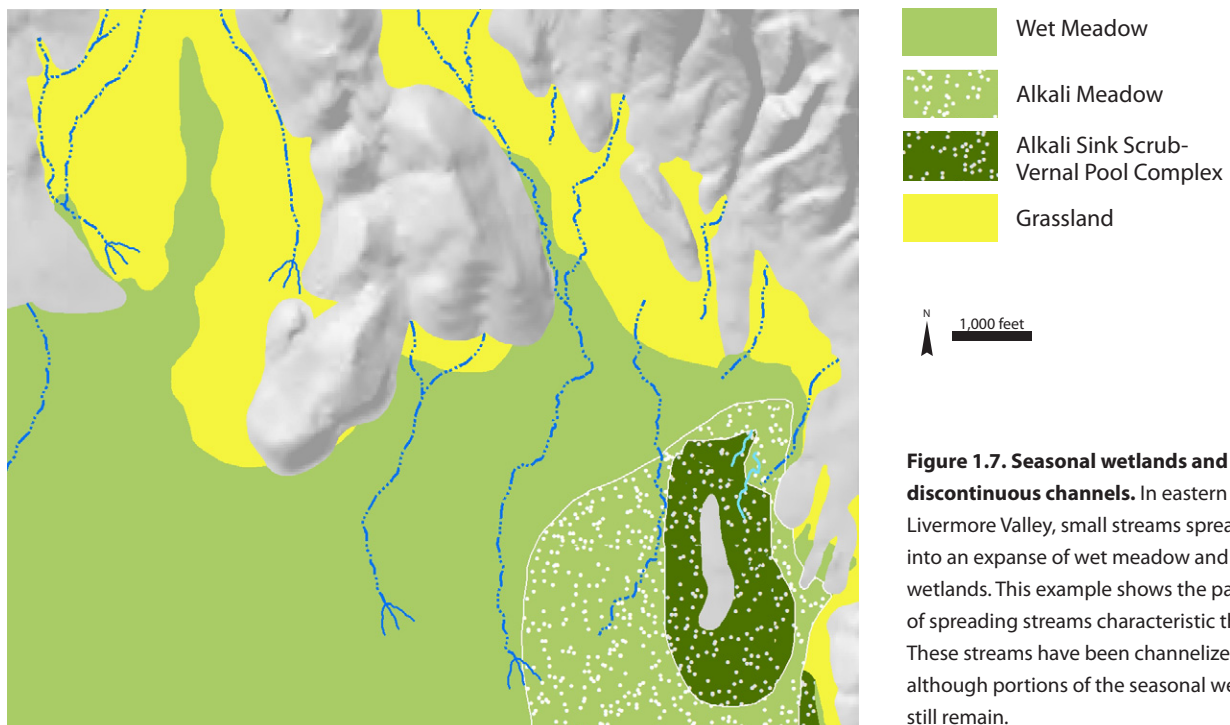 Wet Meadow
Alkali Meadow
Alkali Sink Scrub-
Vernal Pool Complex
Grassland
N
1,000 feet
Figure 1.7. Seasonal wetlands and
discontinuous channels. In eastern
Livermore Valley, small streams sprea
into an expanse of wet meadow and
wetlands. This example shows the pa
of spreading streams characteristic th
These streams have been channelize
although portions of the seasonal we
still remain.